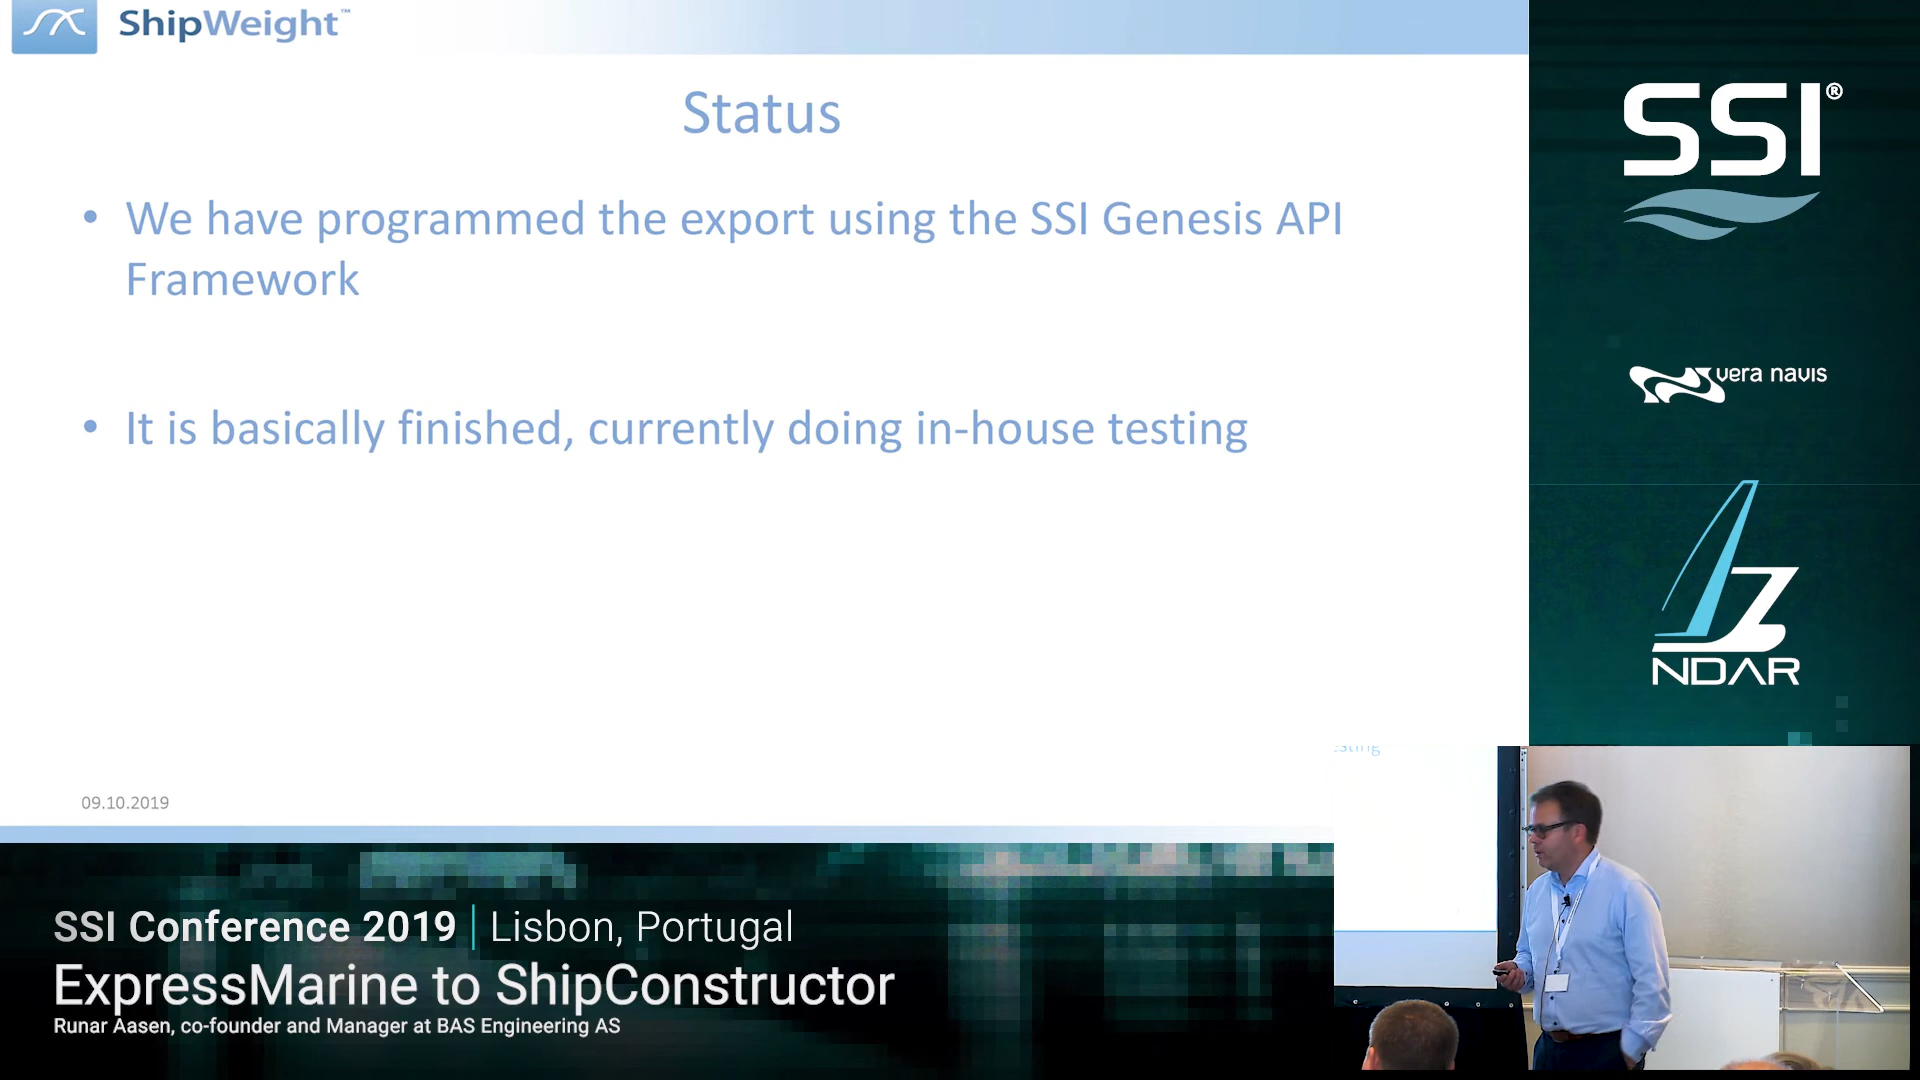 ShipWeight™
Status
• We have programmed the export using the SSI Genesis API
Framework
• It is basically finished, currently doing in-house testing
09.10.2019
SSI®
vera navis
NDAR
SSI Conference 2019 | Lisbon, Portugal
ExpressMarine to ShipConstructor
Runar Aasen, co-founder and Manager at BAS Engineering AS